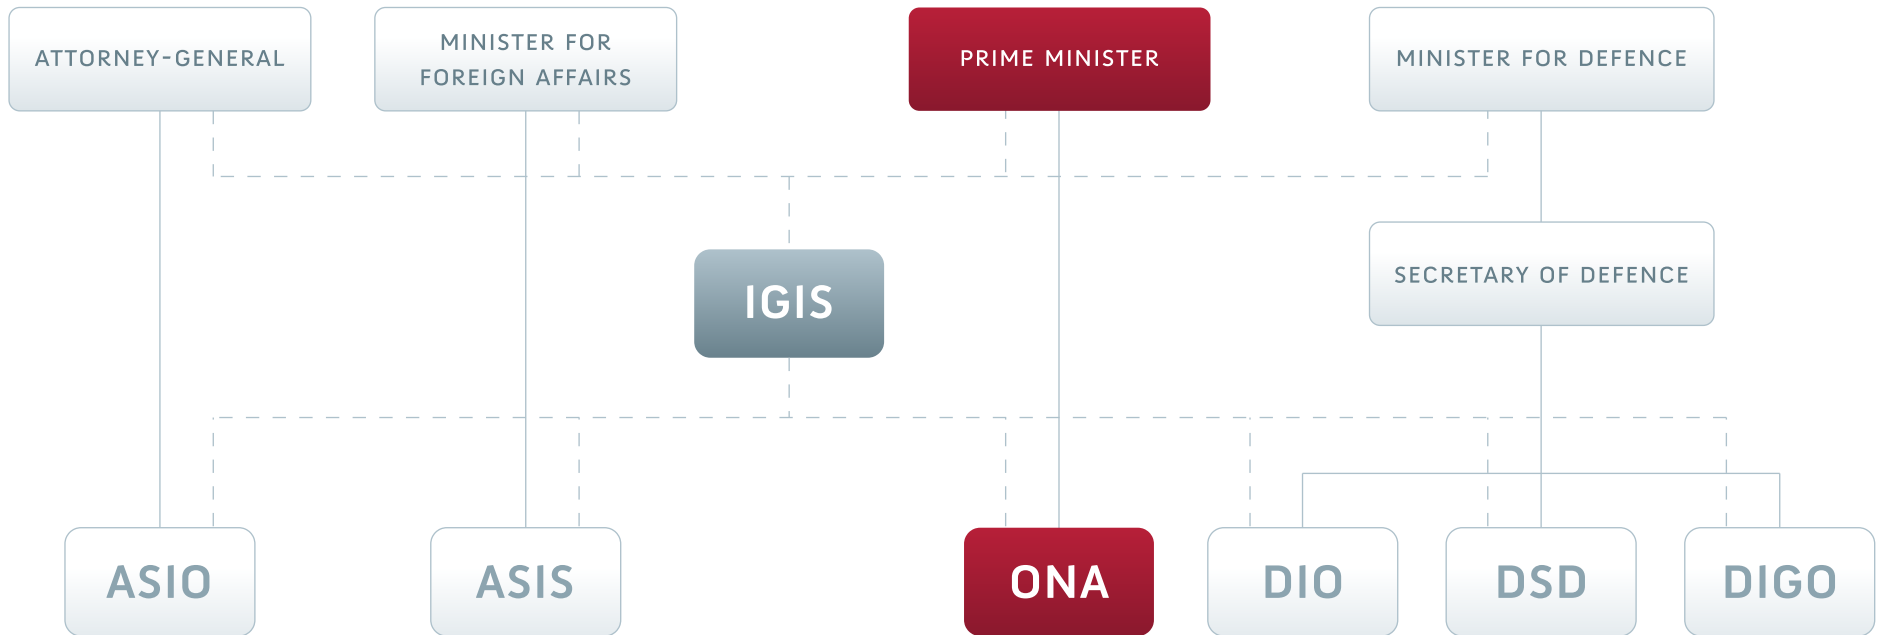 ATTORNEY-GENERAL
MINISTER FOR
FOREIGN AFFAIRS
PRIME MINISTER
MINISTER FOR DEFENCE
IGIS
SECRETARY OF DEFENCE
ASIO
ASIS
ONA
DIO
DSD
DIGO